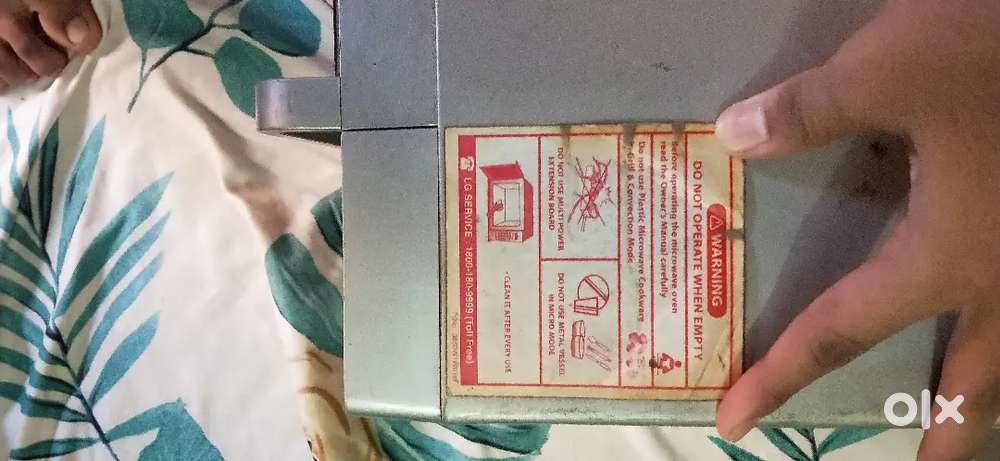 WARNING
DO NOT OPERATE WHEN EMPTY
Before operating the microwave oven
read the Owner's Manual carefully
Do not use Plastic Microwave Cookware
Grill & Convection Mode
DO NOT USE MULTI POWER
EXTENSION BOARD
DO NOT USE METAL VESSEL
IN MICRO MODE
• CLEAN IT AFTER EVERY USE
LG SERVICE 1800-180-9999 (Toll Free)
olx